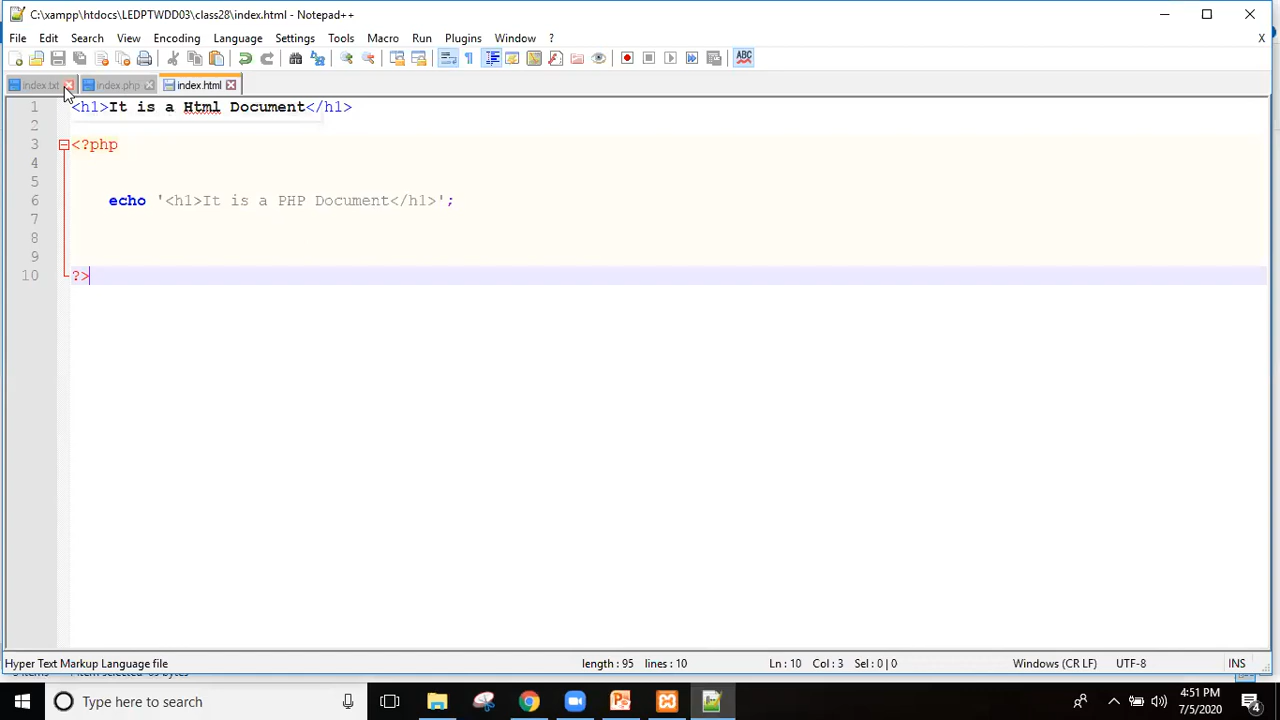 C:\xampp\htdocs\LEDPTWDD03\class28\index.html - Notepad++
File Edit Search View Encoding Language Settings Tools Macro Run Plugins Window ? X
index.txt index.php index.html
1 <h1>It is a Html Document</h1>
2
3 <?php
4
5
6 echo '<h1>It is a PHP Document</h1>';
7
8
9
10 ?>
Hyper Text Markup Language file length : 95 lines : 10 Ln : 10 Col : 3 Sel : 0 | 0 Windows (CR LF) UTF-8 INS
Type here to search
4:51 PM
7/5/2020
4